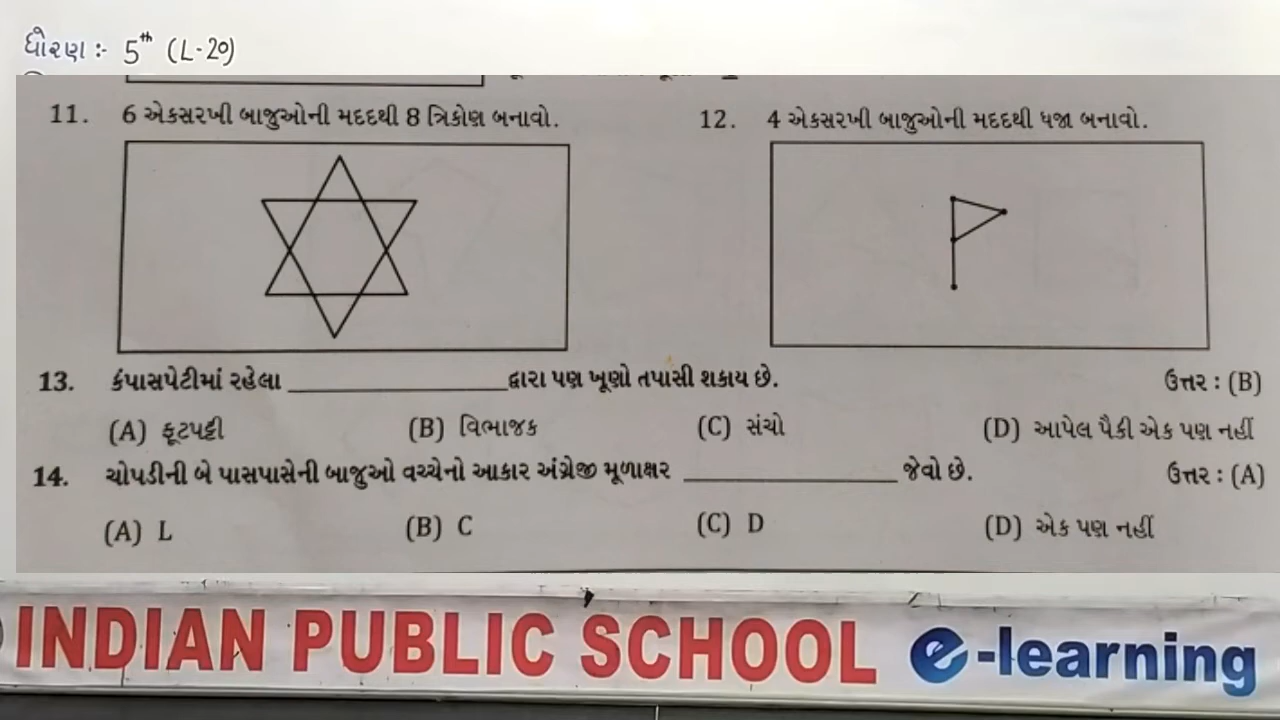 ધોરણ :- 5th (L-20)
11. 6 એકસરખી બાજુઓની મદદથી 8 ત્રિકોણ બનાવો.
12. 4 એકસરખી બાજુઓની મદદથી ધજા બનાવો.
13. કંપાસપેટીમાં રહેલા ______________ દ્વારા પણ ખૂણો તપાસી શકાય છે. ઉત્તર : (B)
(A) ફૂટપટ્ટી (B) વિભાજક (C) સંચો (D) આપેલ પૈકી એક પણ નહીં
14. ચોપડીની બે પાસપાસેની બાજુઓ વચ્ચેનો આકાર અંગ્રેજી મૂળાક્ષર ______________ જેવો છે. ઉત્તર : (A)
(A) L (B) C (C) D (D) એક પણ નહીં
INDIAN PUBLIC SCHOOL e-learning